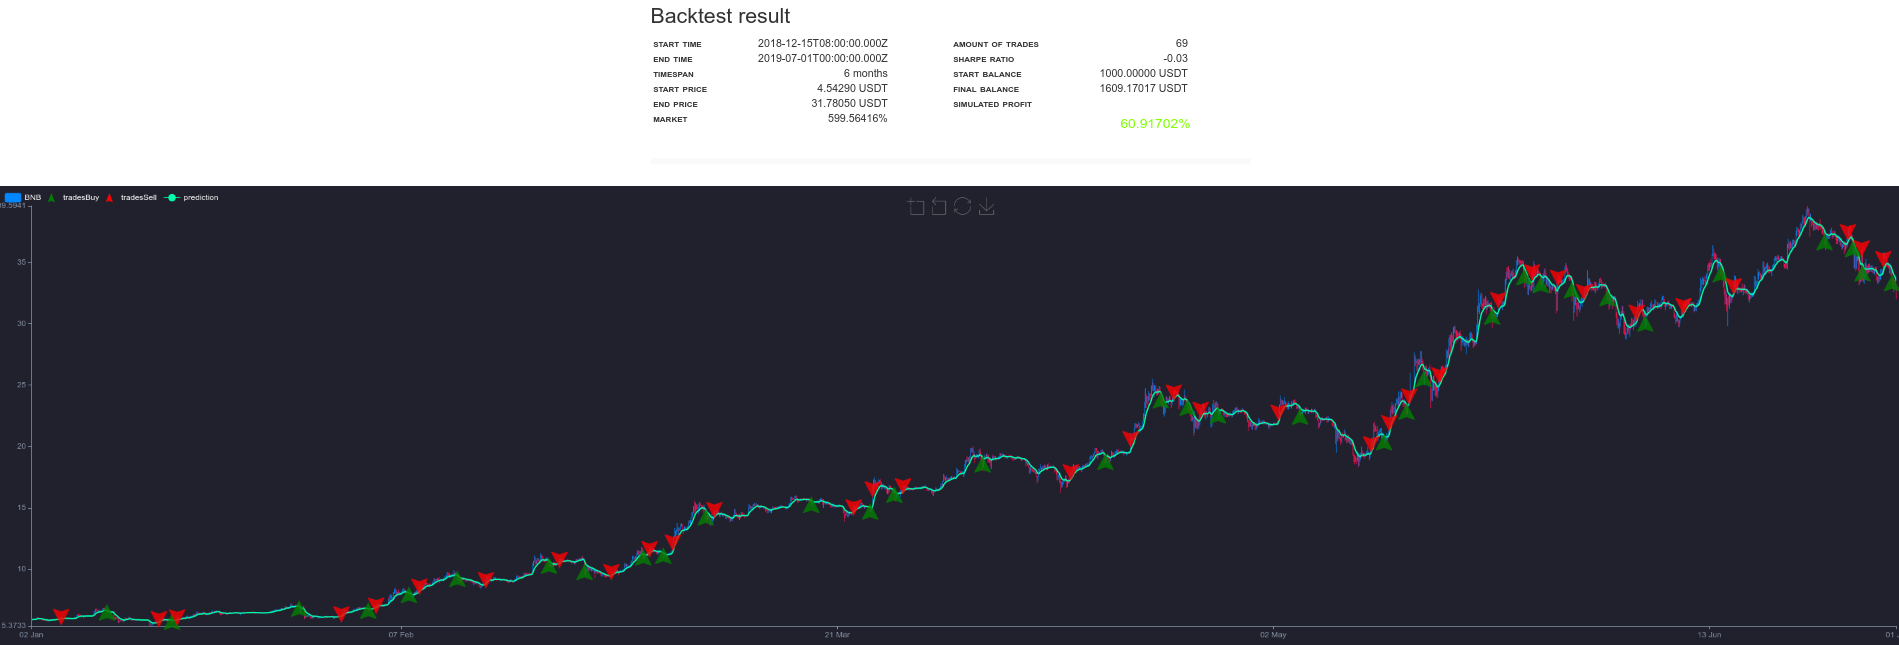 Backtest result
START TIME 2018-12-15T08:00:00.000Z
END TIME 2019-07-01T00:00:00.000Z
TIMESPAN 6 months
START PRICE 4.54290 USDT
END PRICE 31.78050 USDT
MARKET 599.56416%
AMOUNT OF TRADES 69
SHARPE RATIO -0.03
START BALANCE 1000.00000 USDT
FINAL BALANCE 1609.17017 USDT
SIMULATED PROFIT
60.91702%
BNB tradesBuy tradesSell prediction
9.5941
35
30
25
20
15
10
5.3733
02 Jan 07 Feb 21 Mar 02 May 13 Jun 01